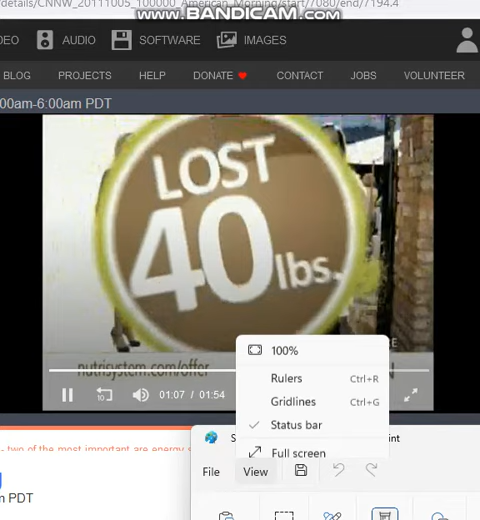 details/CNNW_20111005_100000_American_Morning/start/7080/end/7194.4
WWW.BANDICAM.COM
DEO AUDIO SOFTWARE IMAGES
BLOG PROJECTS HELP DONATE CONTACT JOBS VOLUNTEER
00am-6:00am PDT
LOST
40lbs.
nutrisystem.com/offer
100%
Rulers Ctrl+R
Gridlines Ctrl+G
Status bar
Full screen
10 01:07 / 01:54
- two of the most important are energy
int
File View
PDT